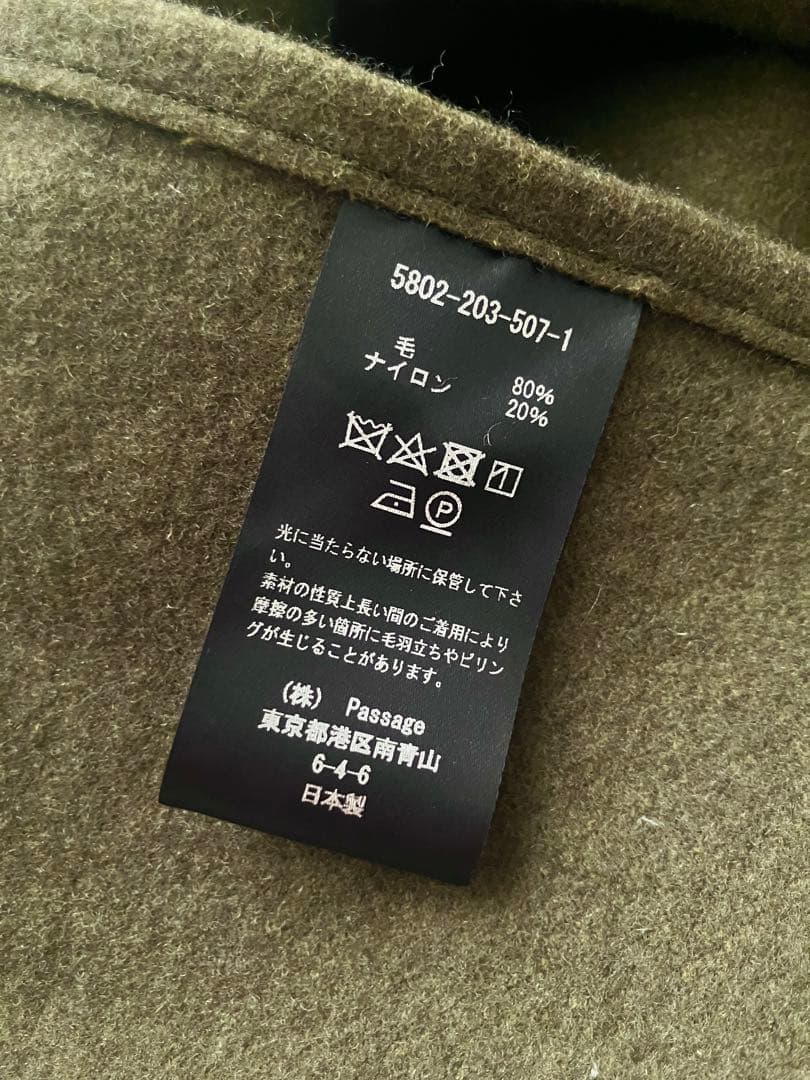 5802-203-507-1
毛 80%
ナイロン 20%
P
光に当たらない場所に保管して下さ
い。
素材の性質上長い間のご着用により
摩擦の多い箇所に毛羽立ちやピリン
グが生じることがあります。
(株) Passage
東京都港区南青山
6-4-6
日本製